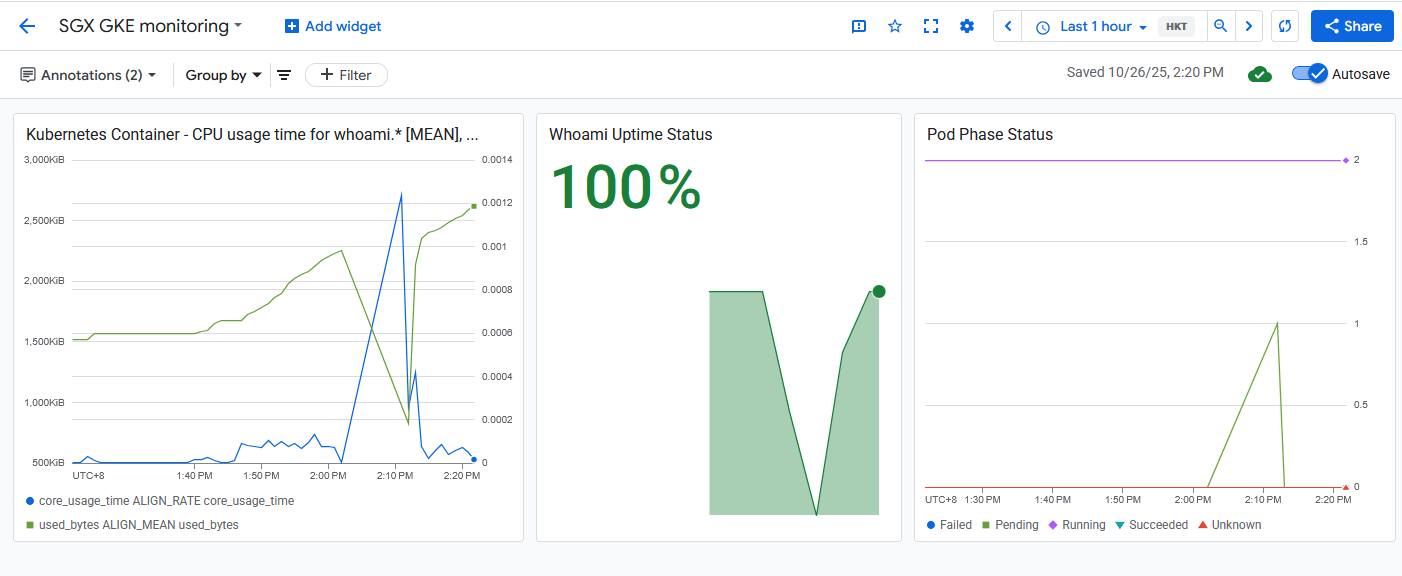 SGX GKE monitoring
Add widget
Last 1 hour
HKT
Share
Annotations (2)
Group by
Filter
Saved 10/26/25, 2:20 PM
Autosave
Kubernetes Container - CPU usage time for whoami.* [MEAN], ...
3,000KiB
2,500KiB
2,000KiB
1,500KiB
1,000KiB
500KiB
0.0014
0.0012
0.001
0.0008
0.0006
0.0004
0.0002
0
UTC+8
1:40 PM
1:50 PM
2:00 PM
2:10 PM
2:20 PM
core_usage_time ALIGN_RATE core_usage_time
used_bytes ALIGN_MEAN used_bytes
Whoami Uptime Status
100%
Pod Phase Status
2
1.5
1
0.5
0
UTC+8
1:30 PM
1:40 PM
1:50 PM
2:00 PM
2:10 PM
2:20 PM
Failed
Pending
Running
Succeeded
Unknown